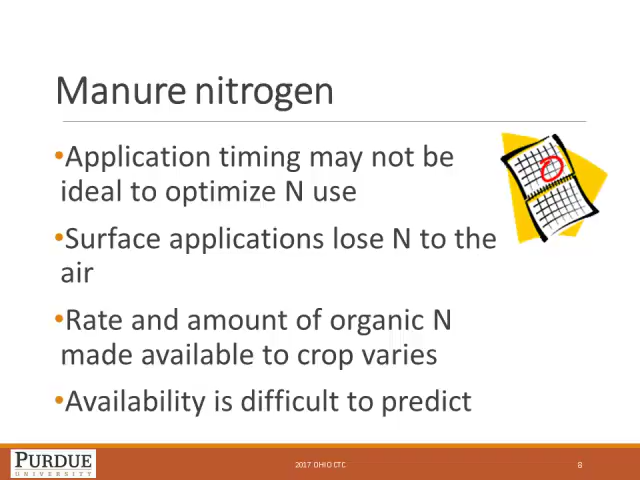 Manure nitrogen
•Application timing may not be
ideal to optimize N use
•Surface applications lose N to the
air
•Rate and amount of organic N
made available to crop varies
•Availability is difficult to predict
PURDUE
UNIVERSITY
2017 OHIO CTC
8